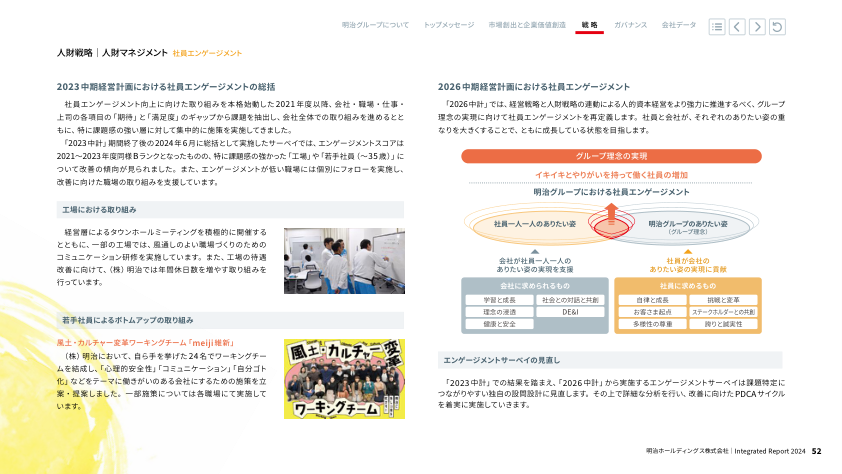 明治グループについて
トップメッセージ
市場創出と企業価値創造
戦略
ガバナンス
会社データ
人財戦略｜人財マネジメント 社員エンゲージメント
2023中期経営計画における社員エンゲージメントの総括
社員エンゲージメント向上に向けた取り組みを本格始動した2021年度以降、会社・職場・仕事・
上司の各項目の「期待」と「満足度」のギャップから課題を抽出し、会社全体での取り組みを進めるとと
もに、特に課題感の強い層に対して集中的に施策を実施してきました。
「2023中計」期間終了後の2024年6月に総括として実施したサーベイでは、エンゲージメントスコアは
2021～2023年度同様Bランクとなったものの、特に課題感の強かった「工場」や「若手社員（～35歳）」に
ついて改善の傾向が見られました。また、エンゲージメントが低い職場には個別にフォローを実施し、
改善に向けた職場の取り組みを支援しています。
工場における取り組み
経営層によるタウンホールミーティングを積極的に開催する
とともに、一部の工場では、風通しのよい職場づくりのための
コミュニケーション研修を実施しています。また、工場の待遇
改善に向けて、（株）明治では年間休日数を増やす取り組みを
行っています。
若手社員によるボトムアップの取り組み
風土・カルチャー変革ワーキングチーム「meiji維新」
（株）明治において、自ら手を挙げた24名でワーキングチー
ムを結成し、「心理的安全性」「コミュニケーション」「自分ゴト
化」などをテーマに働きがいのある会社にするための施策を立
案・提案しました。一部施策については各職場にて実施して
います。
風土・カルチャー変革
ワーキングチーム
2026中期経営計画における社員エンゲージメント
「2026中計」では、経営戦略と人財戦略の連動による人的資本経営をより強力に推進するべく、グループ
理念の実現に向けて社員エンゲージメントを再定義します。社員と会社が、それぞれのありたい姿の重
なりを大きくすることで、ともに成長している状態を目指します。
グループ理念の実現
イキイキとやりがいを持って働く社員の増加
明治グループにおける社員エンゲージメント
社員一人一人のありたい姿
明治グループのありたい姿
（グループ理念）
会社が社員一人一人の
ありたい姿の実現を支援
社員が会社の
ありたい姿の実現に貢献
会社に求められるもの
学習と成長
社会との対話と共創
理念の浸透
DE&I
健康と安全
社員に求めるもの
自律と成長
挑戦と変革
お客さま起点
ステークホルダーとの共創
多様性の尊重
誇りと誠実性
エンゲージメントサーベイの見直し
「2023中計」での結果を踏まえ、「2026中計」から実施するエンゲージメントサーベイは課題特定に
つながりやすい独自の設問設計に見直します。その上で詳細な分析を行い、改善に向けたPDCAサイクル
を着実に実施していきます。
明治ホールディングス株式会社｜Integrated Report 2024 52